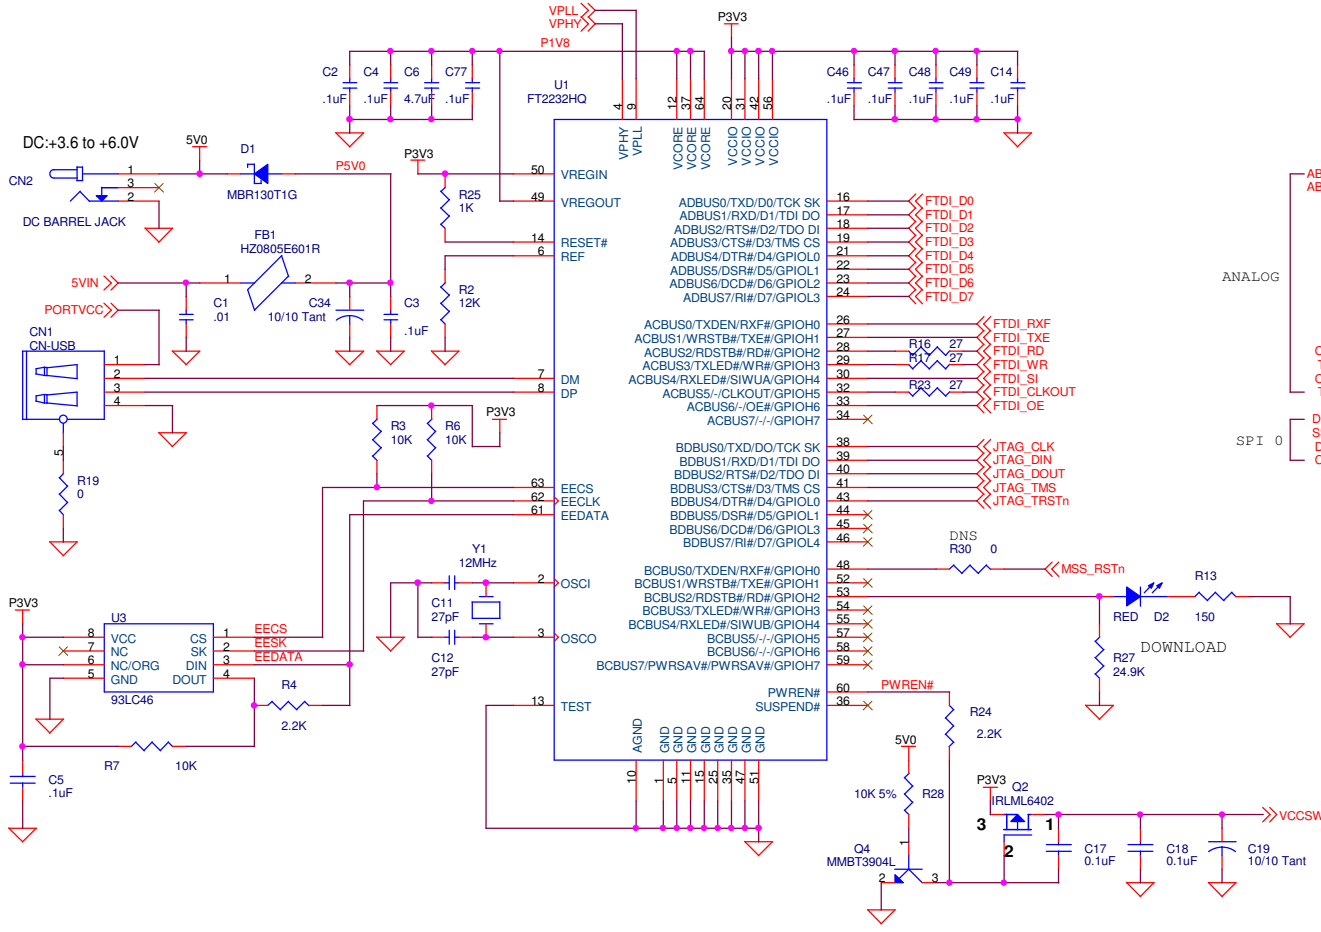 VPLL
VPHY
P3V3
P1V8
C2
C4
C6
C77
.1uF
.1uF
4.7uF
.1uF
U1
FT2232HQ
C46
C47
C48
C49
C14
.1uF
.1uF
.1uF
.1uF
.1uF
4
9
12
37
64
20
31
42
56
VPHY
VPLL
VCORE
VCORE
VCORE
VCCIO
VCCIO
VCCIO
VCCIO
DC:+3.6 to +6.0V
CN2
1
3
2
DC BARREL JACK
5V0
D1
MBR130T1G
P5V0
P3V3
R25
1K
50
VREGIN
49
VREGOUT
14
RESET#
6
REF
R2
12K
FB1
HZ0805E601R
5VIN
1
2
C1
.01
C34
10/10 Tant
C3
.1uF
PORTVCC
CN1
CN-USB
1
2
3
4
5
R19
0
7
DM
8
DP
R3
10K
R6
10K
P3V3
63
EECS
62
EECLK
61
EEDATA
Y1
12MHz
C11
27pF
C12
27pF
2
OSCI
3
OSCO
13
TEST
P3V3
U3
8
VCC
7
NC
6
NC/ORG
5
GND
CS
1
EECS
SK
2
EESK
DIN
3
EEDATA
DOUT
4
93LC46
R4
2.2K
R7
10K
C5
.1uF
ADBUS0/TXD/D0/TCK SK
16
FTDI_D0
ADBUS1/RXD/D1/TDI DO
17
FTDI_D1
ADBUS2/RTS#/D2/TDO DI
18
FTDI_D2
ADBUS3/CTS#/D3/TMS CS
19
FTDI_D3
ADBUS4/DTR#/D4/GPIOL0
21
FTDI_D4
ADBUS5/DSR#/D5/GPIOL1
22
FTDI_D5
ADBUS6/DCD#/D6/GPIOL2
23
FTDI_D6
ADBUS7/RI#/D7/GPIOL3
24
FTDI_D7
ACBUS0/TXDEN/RXF#/GPIOH0
26
FTDI_RXF
ACBUS1/WRSTB#/TXE#/GPIOH1
27
FTDI_TXE
ACBUS2/RDSTB#/RD#/GPIOH2
28
R16
27
FTDI_RD
ACBUS3/TXLED#/WR#/GPIOH3
29
R17
27
FTDI_WR
ACBUS4/RXLED#/SIWUA/GPIOH4
30
FTDI_SI
ACBUS5/-/CLKOUT/GPIOH5
32
R23
27
FTDI_CLKOUT
ACBUS6/-/OE#/GPIOH6
33
FTDI_OE
ACBUS7/-/-/GPIOH7
34
BDBUS0/TXD/DO/TCK SK
38
JTAG_CLK
BDBUS1/RXD/D1/TDI DO
39
JTAG_DIN
BDBUS2/RTS#/D2/TDO DI
40
JTAG_DOUT
BDBUS3/CTS#/D3/TMS CS
41
JTAG_TMS
BDBUS4/DTR#/D4/GPIOL0
43
JTAG_TRSTn
BDBUS5/DSR#/D5/GPIOL1
44
BDBUS6/DCD#/D6/GPIOL3
45
BDBUS7/RI#/D7/GPIOL4
46
DNS
R30
0
BCBUS0/TXDEN/RXF#/GPIOH0
48
MSS_RSTn
BCBUS1/WRSTB#/TXE#/GPIOH1
52
BCBUS2/RDSTB#/RD#/GPIOH2
53
BCBUS3/TXLED#/WR#/GPIOH3
54
BCBUS4/RXLED#/SIWUB/GPIOH4
55
BCBUS5/-/-/GPIOH5
57
BCBUS6/-/-/GPIOH6
58
BCBUS7/PWRSAV#/PWRSAV#/GPIOH7
59
PWREN#
60
PWREN#
SUSPEND#
36
RED
D2
R13
150
DOWNLOAD
R27
24.9K
R24
2.2K
AGND
GND
GND
GND
GND
GND
GND
GND
GND
10
1
5
11
15
25
35
47
51
5V0
10K 5%
R28
Q4
MMBT3904L
1
2
3
P3V3
Q2
IRLML6402
3
1
2
C17
0.1uF
C18
0.1uF
C19
10/10 Tant
VCCSW
ANALOG
AB
AB
SPI 0